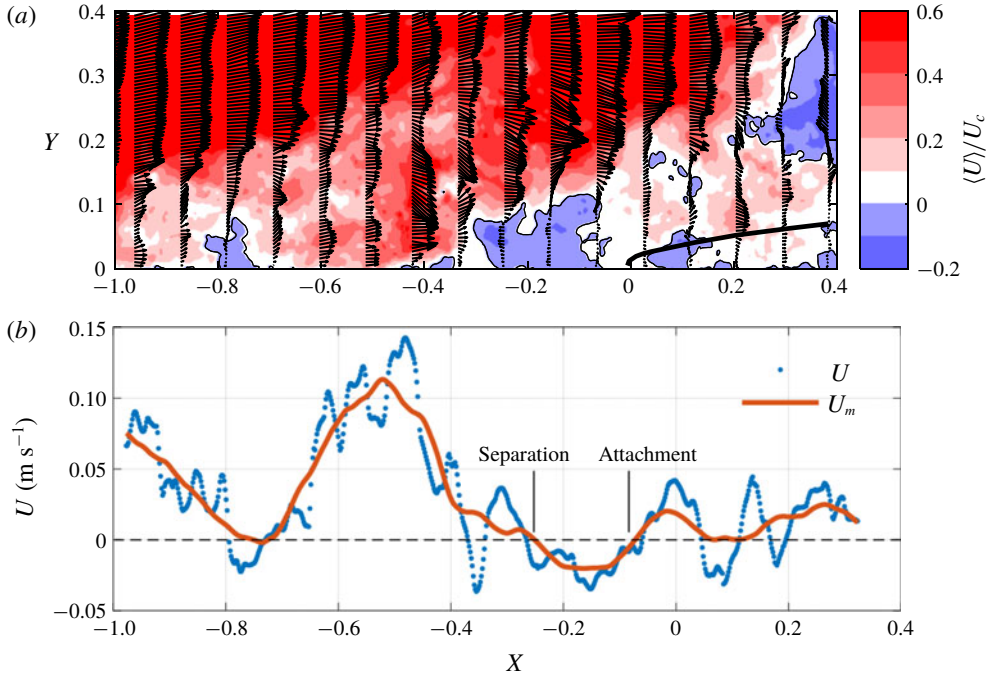 (a)
0.4
0.3
Y 0.2
0.1
0
−1.0 −0.8 −0.6 −0.4 −0.2 0 0.2 0.4
0.6
0.4
0.2
0
−0.2
⟨U⟩/U_c
(b)
0.15
0.10
U (m s⁻¹) 0.05
0
−0.05
Separation Attachment
U
U_m
−1.0 −0.8 −0.6 −0.4 −0.2 0 0.2 0.4
X